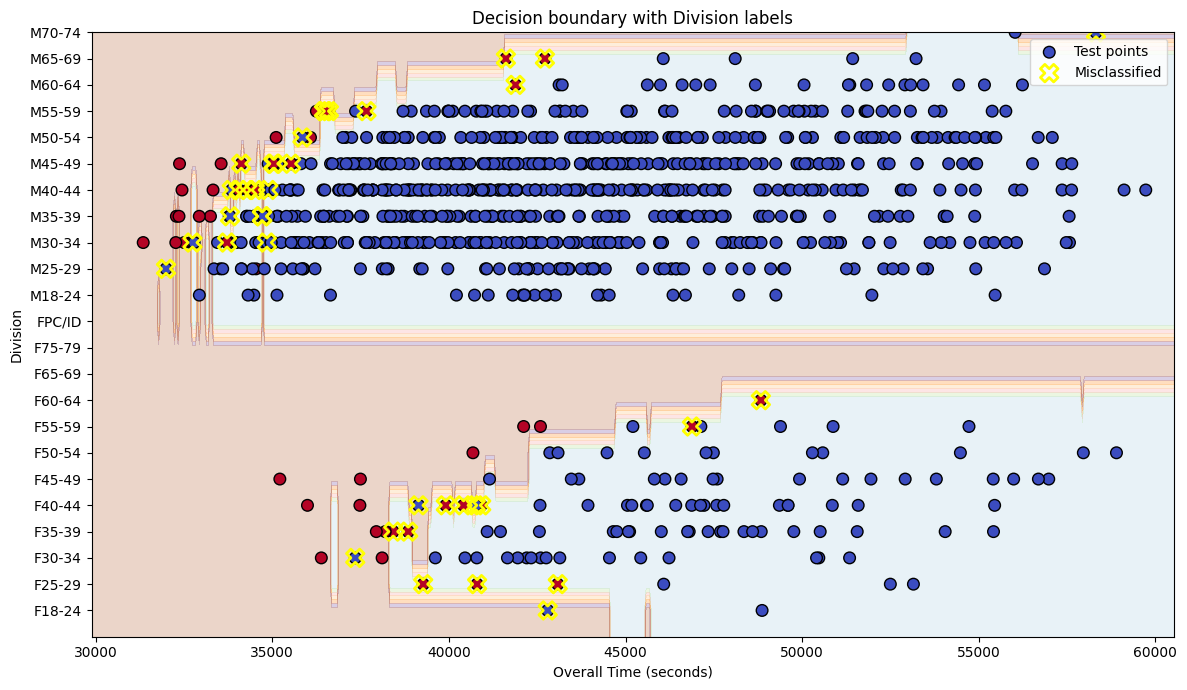 Decision boundary with Division labels
M70-74
M65-69
M60-64
M55-59
M50-54
M45-49
M40-44
M35-39
M30-34
M25-29
M18-24
FPC/ID
F75-79
F65-69
F60-64
F55-59
F50-54
F45-49
F40-44
F35-39
F30-34
F25-29
F18-24
Division
Test points
Misclassified
30000 35000 40000 45000 50000 55000 60000
Overall Time (seconds)